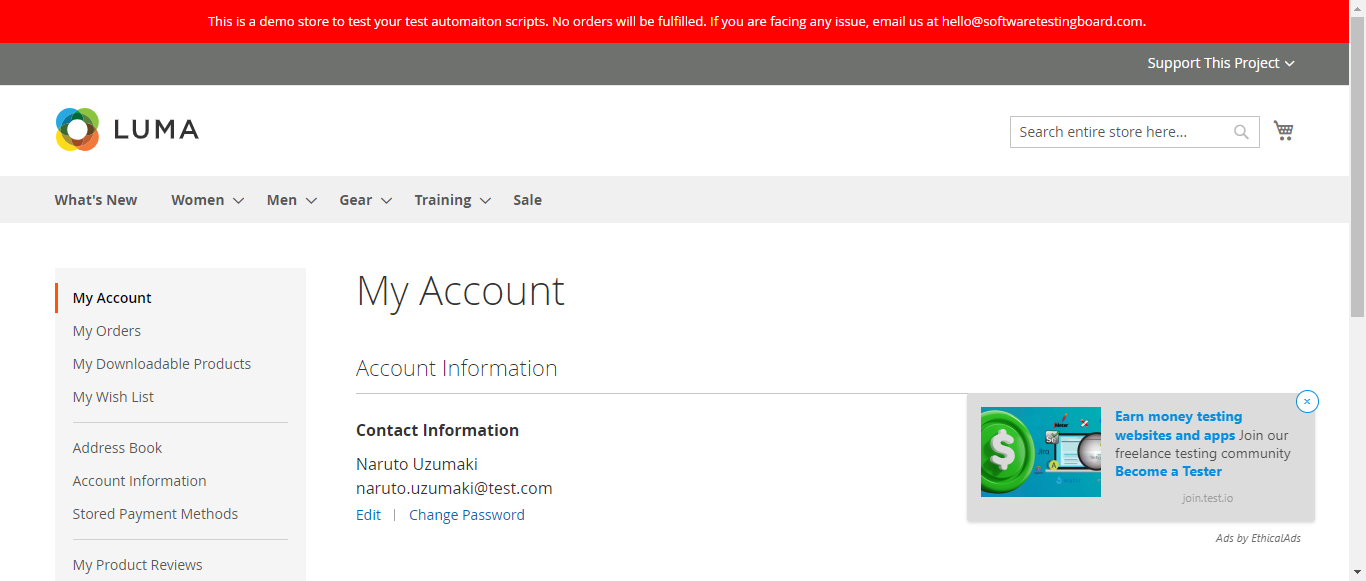 This is a demo store to test your test automaiton scripts. No orders will be fulfilled. If you are facing any issue, email us at hello@softwaretestingboard.com.
Support This Project
LUMA
Search entire store here...
What's New Women Men Gear Training Sale
My Account
My Orders
My Downloadable Products
My Wish List
Address Book
Account Information
Stored Payment Methods
My Product Reviews
My Account
Account Information
Contact Information
Naruto Uzumaki
naruto.uzumaki@test.com
Edit | Change Password
Earn money testing
websites and apps Join our
freelance testing community
Become a Tester
join.test.io
Ads by EthicalAds